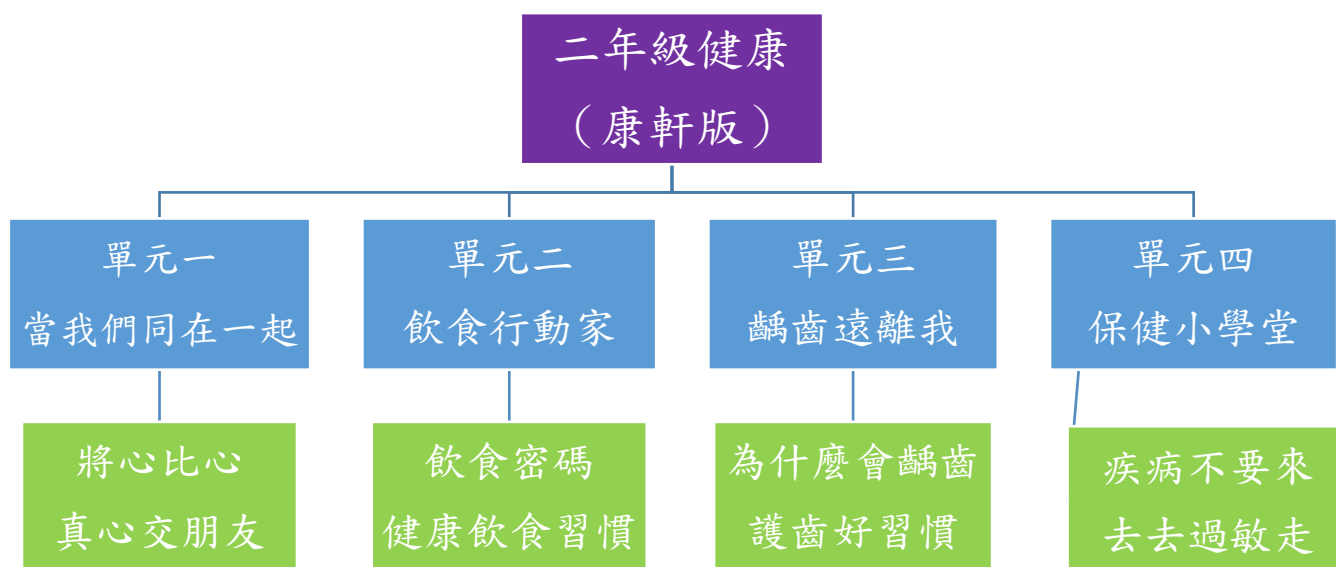 二年級健康
（康軒版）
單元一
當我們同在一起
單元二
飲食行動家
單元三
齲齒遠離我
單元四
保健小學堂
將心比心
真心交朋友
飲食密碼
健康飲食習慣
為什麼會齲齒
護齒好習慣
疾病不要來
去去過敏走